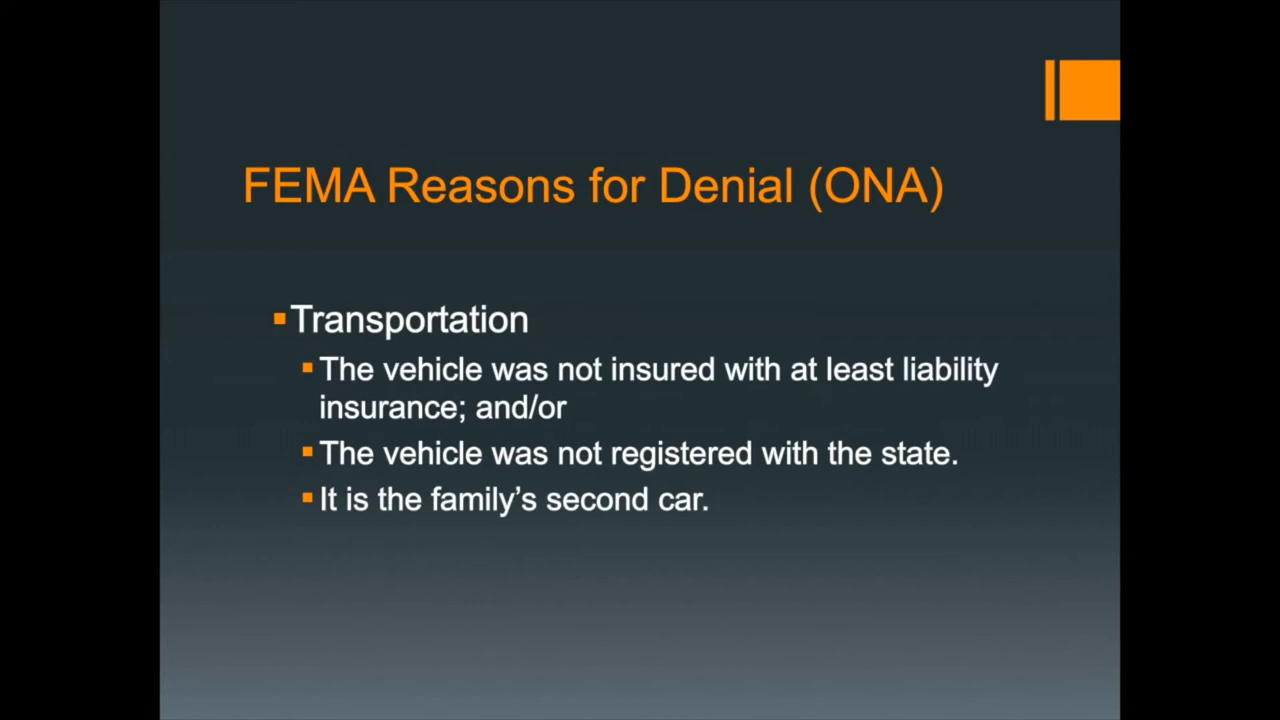 FEMA Reasons for Denial (ONA)
Transportation
The vehicle was not insured with at least liability
insurance; and/or
The vehicle was not registered with the state.
It is the family’s second car.